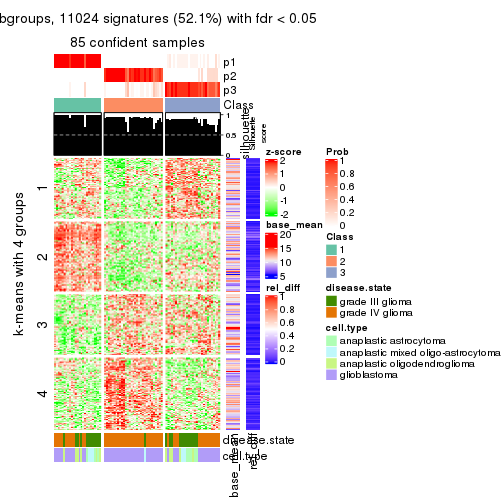 bgroups, 11024 signatures (52.1%) with fdr < 0.05
85 confident samples
p1
p2
p3
Class
1
0.5
0
silhouette
Silhouette
score
k-means with 4 groups
1
2
3
4
z-score
2
1
0
-1
-2
base_mean
20
15
10
5
rel_diff
1
0.8
0.6
0.4
0.2
0
Prob
1
0.8
0.6
0.4
0.2
0
Class
1
2
3
disease.state
grade III glioma
grade IV glioma
cell.type
anaplastic astrocytoma
anaplastic mixed oligo-astrocytoma
anaplastic oligodendroglioma
glioblastoma
disease.state
cell.type
base_mean
rel_diff